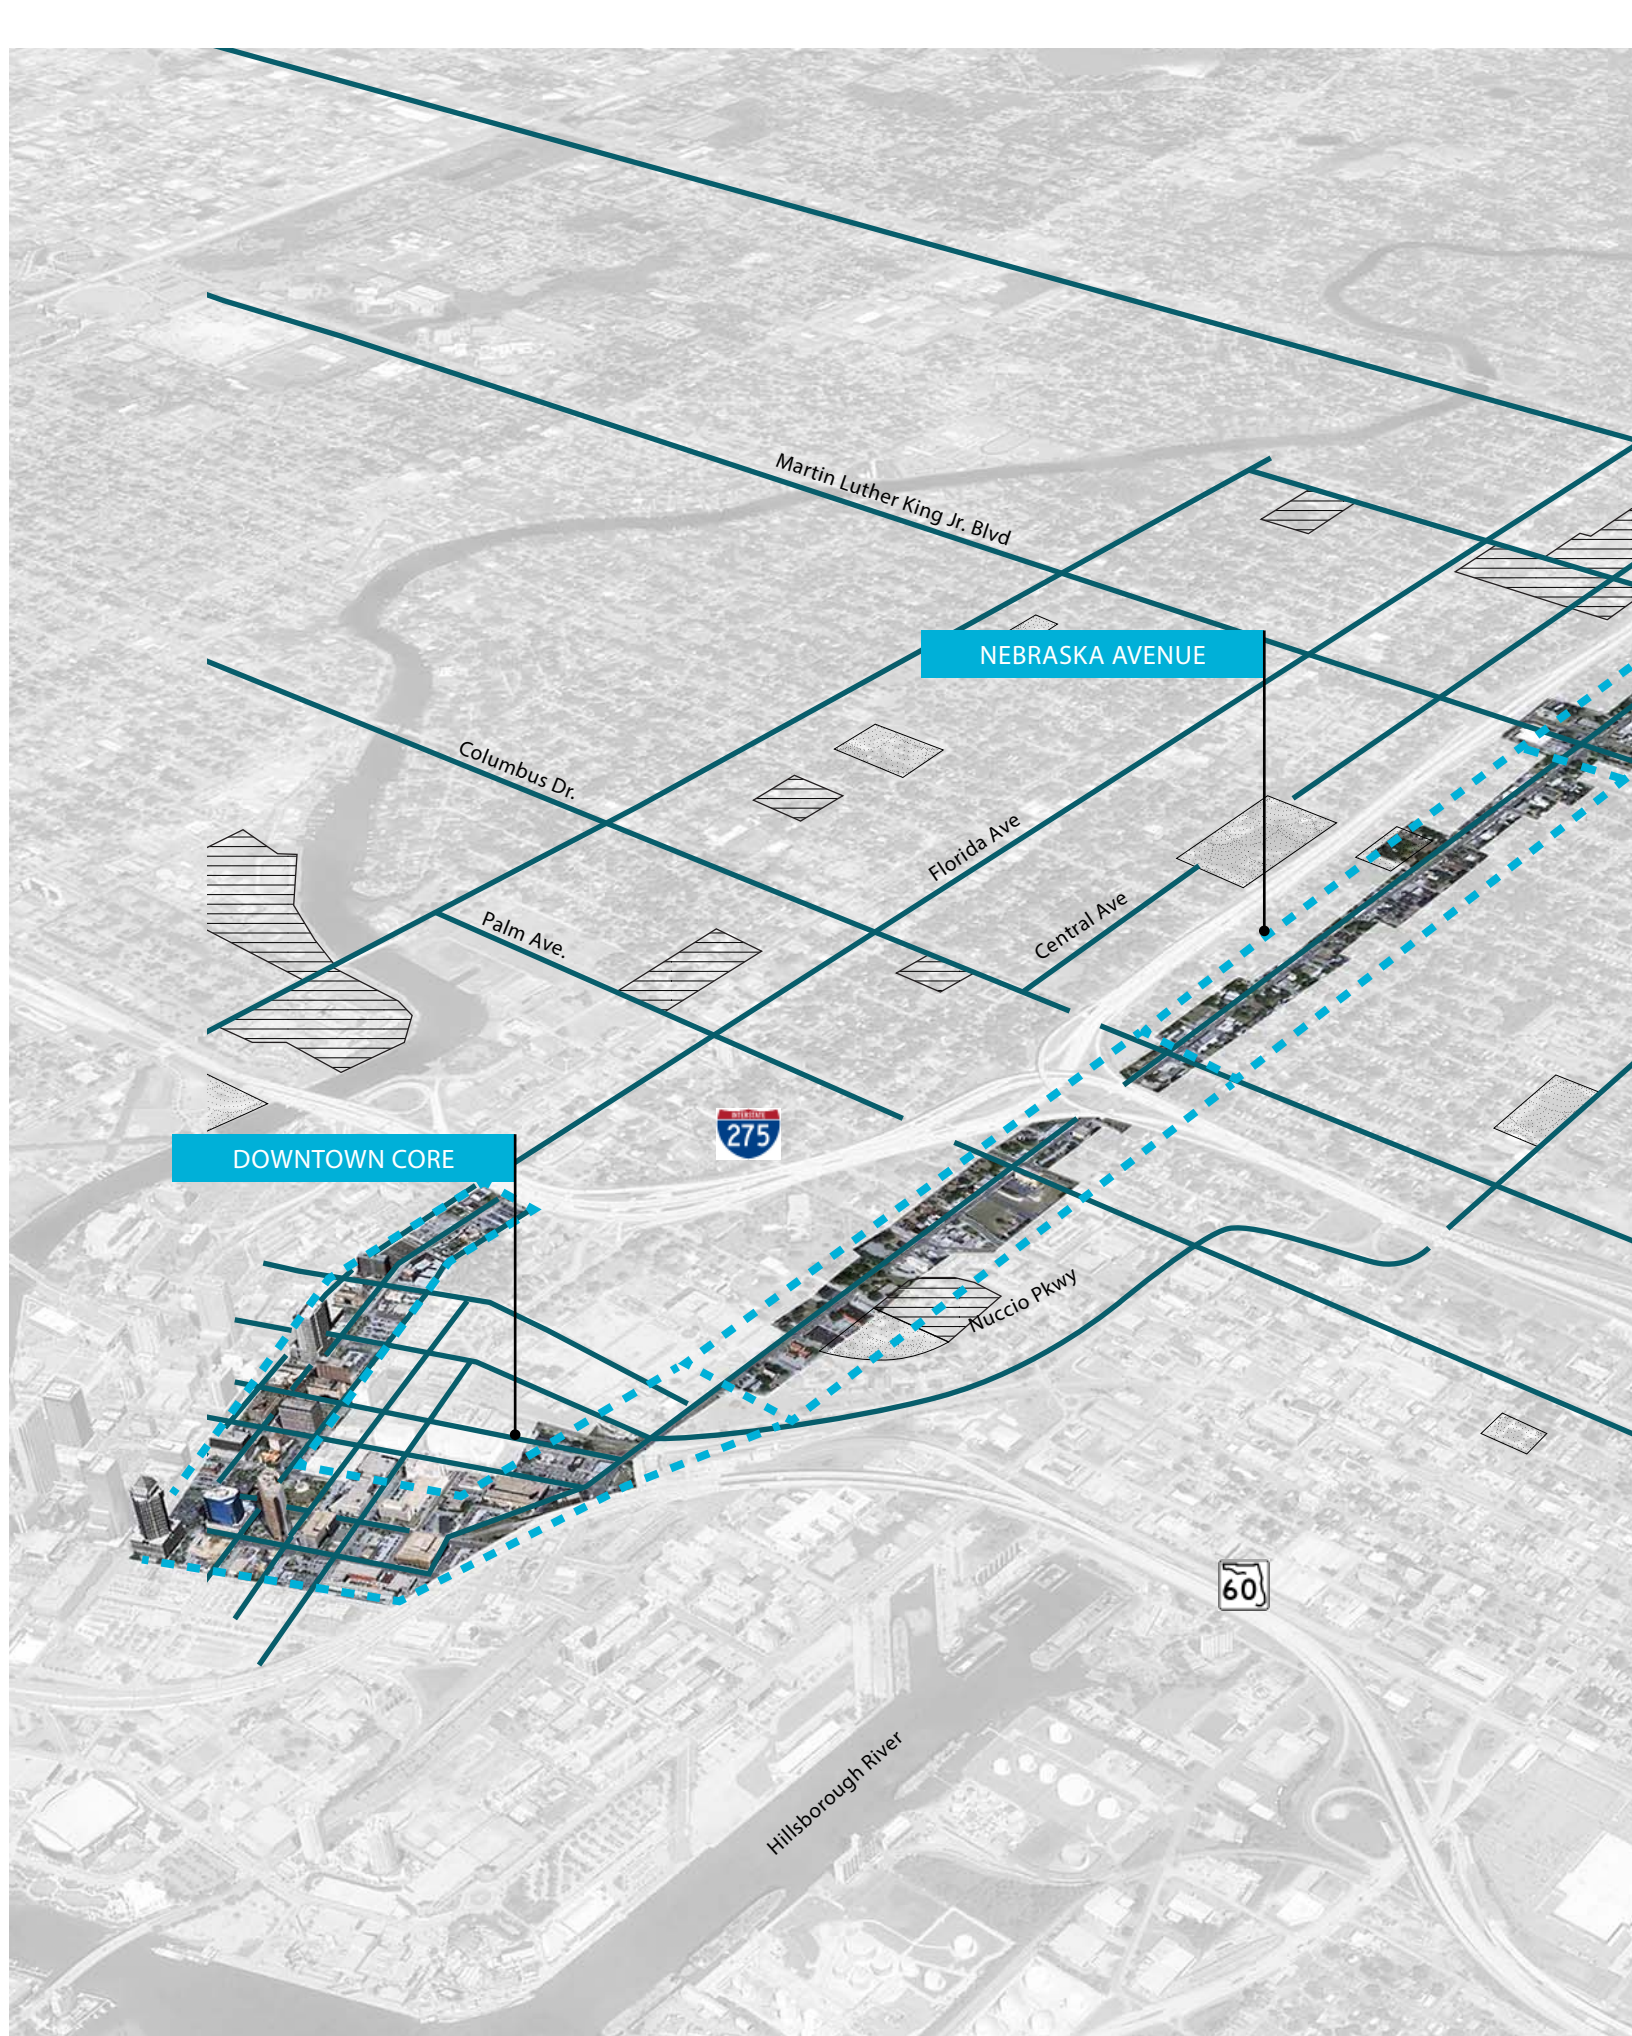 Martin Luther King Jr. Blvd
NEBRASKA AVENUE
Columbus Dr.
Florida Ave
Central Ave
Palm Ave.
INTERSTATE
275
DOWNTOWN CORE
Nuccio Pkwy
60
Hillsborough River